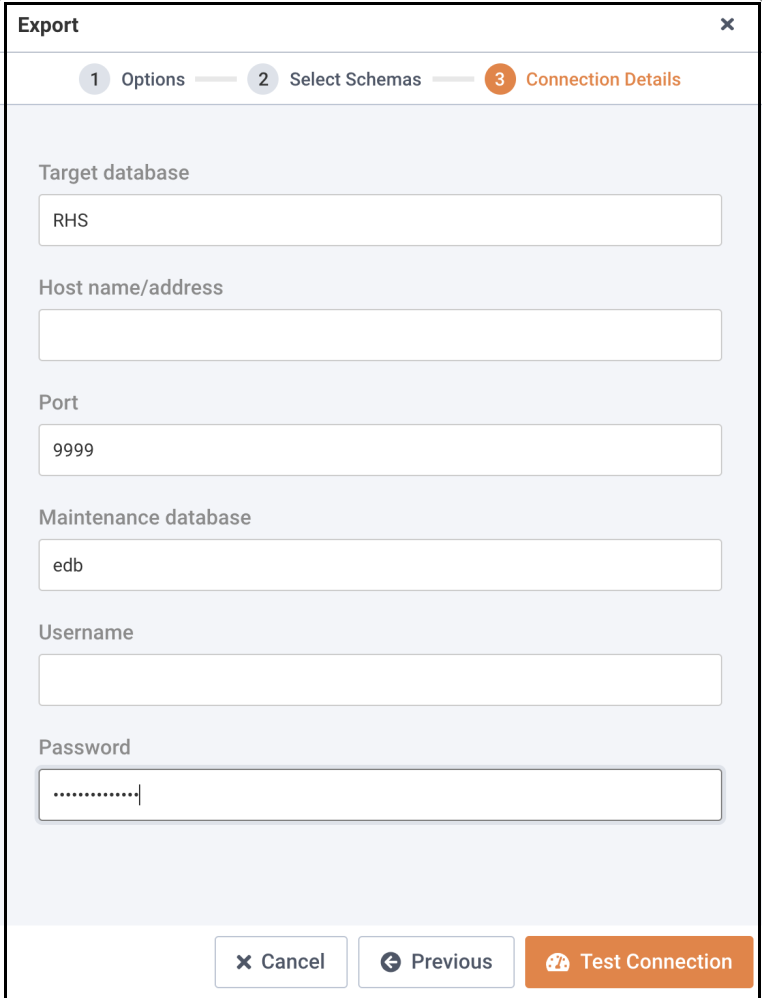 Export
1 Options 2 Select Schemas 3 Connection Details
Target database
RHS
Host name/address
Port
9999
Maintenance database
edb
Username
Password
••••••••••••••
Cancel Previous Test Connection